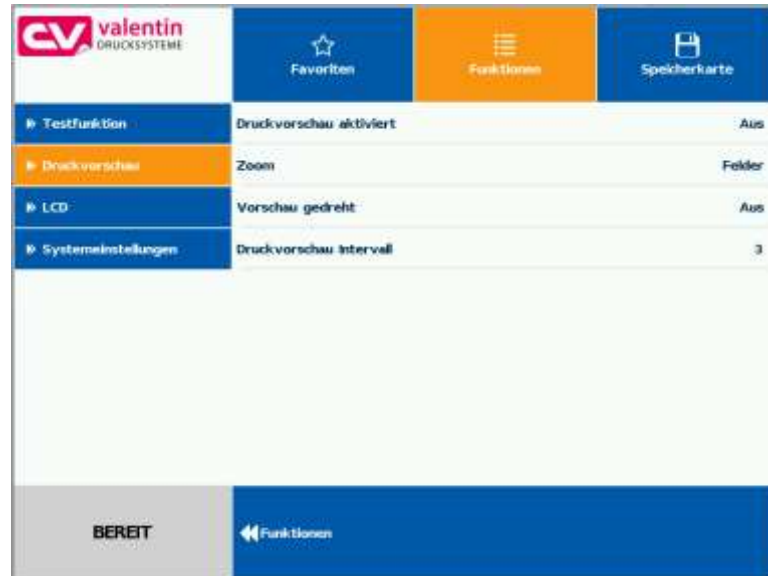 CV valentin
DRUCKSYSTEME
Favoriten
Funktionen
Speicherkarte
Testfunktion
Druckvorschau aktiviert Aus
Druckvorschau
Zoom Felder
LCD
Vorschau gedreht Aus
Systemeinstellungen
Druckvorschau Intervall 3
BEREIT
Funktionen